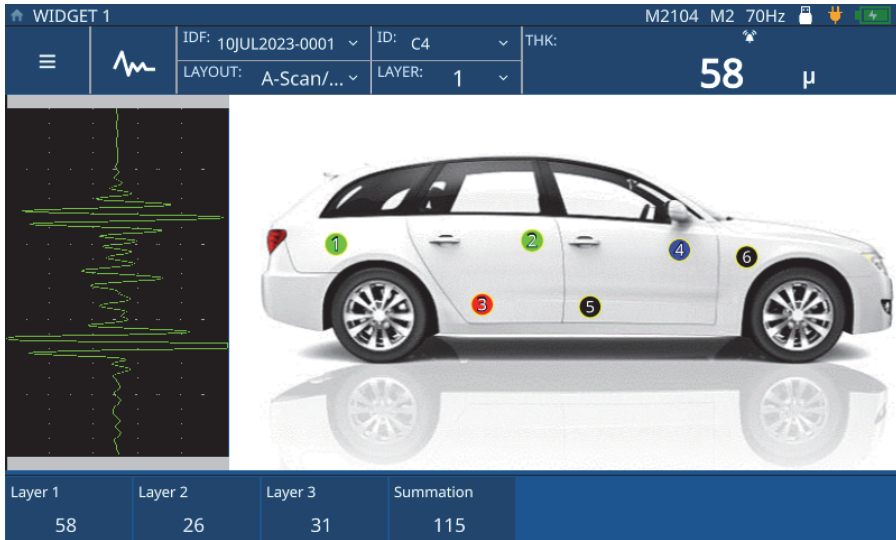 WIDGET 1
M2104 M2 70Hz
IDF: 10JUL2023-0001
ID: C4
THK:
LAYOUT: A-Scan/...
LAYER: 1
58 μ
1
2
4
6
3
5
Layer 1
Layer 2
Layer 3
Summation
58
26
31
115